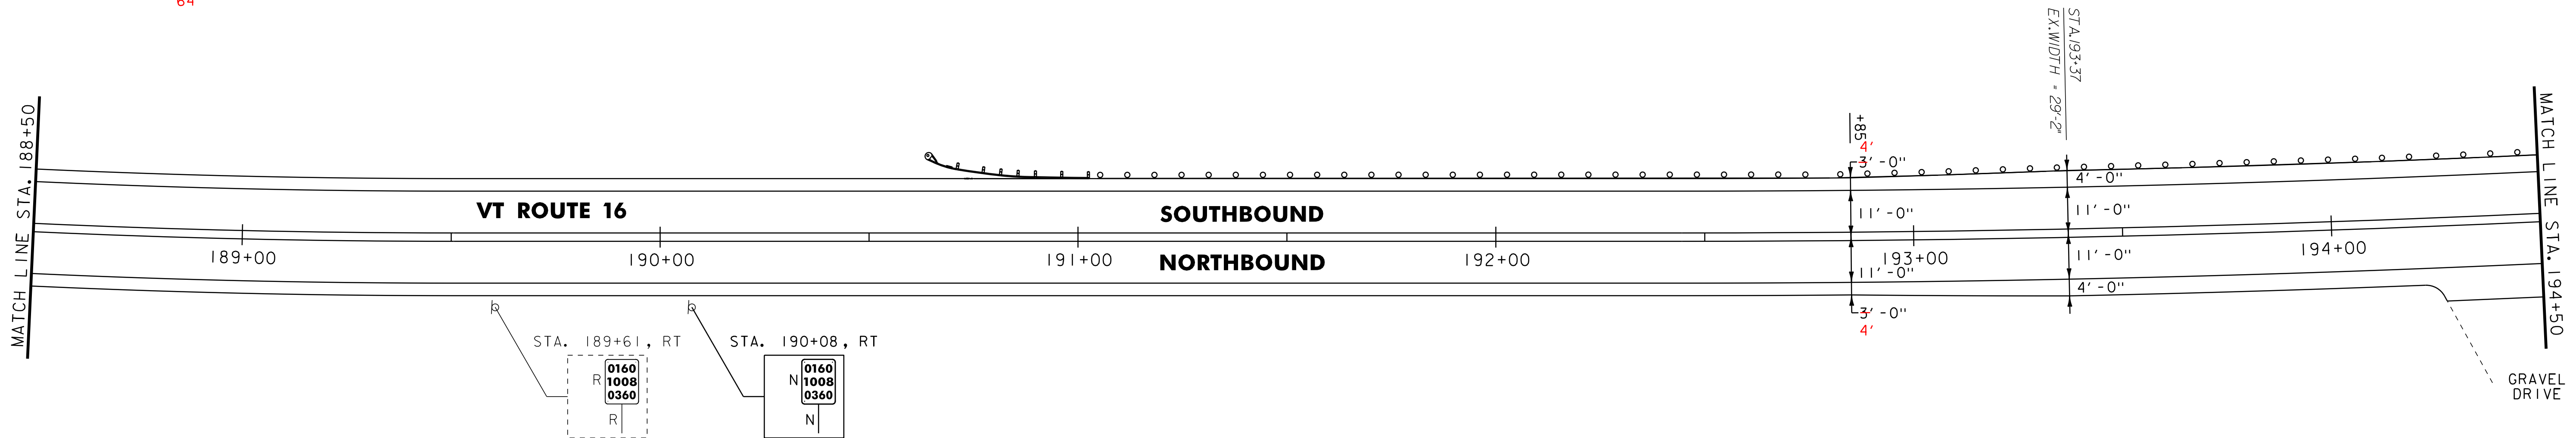 64
MATCH LINE STA. 188+50
STA.193+37
EX.WIDTH = 29'-2"
MATCH LINE STA. 194+50
+85
4'
3'-0"
4'-0"
VT ROUTE 16
SOUTHBOUND
11'-0"
11'-0"
189+00
190+00
191+00
192+00
193+00
194+00
NORTHBOUND
11'-0"
11'-0"
4'-0"
3'-0"
4'
STA. 189+61, RT
R
0160
1008
0360
R
STA. 190+08, RT
N
0160
1008
0360
N
GRAVEL
DRIVE